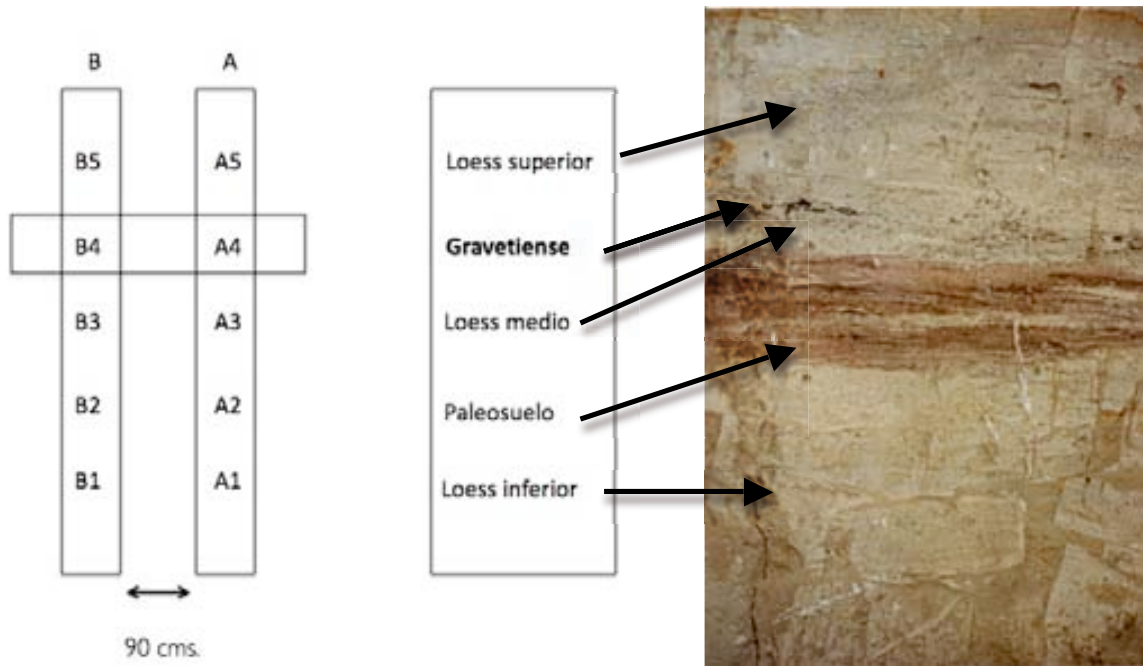 B A
B5 A5
B4 A4
B3 A3
B2 A2
B1 A1
90 cms.
Loess superior
Gravetiense
Loess medio
Paleosuelo
Loess inferior